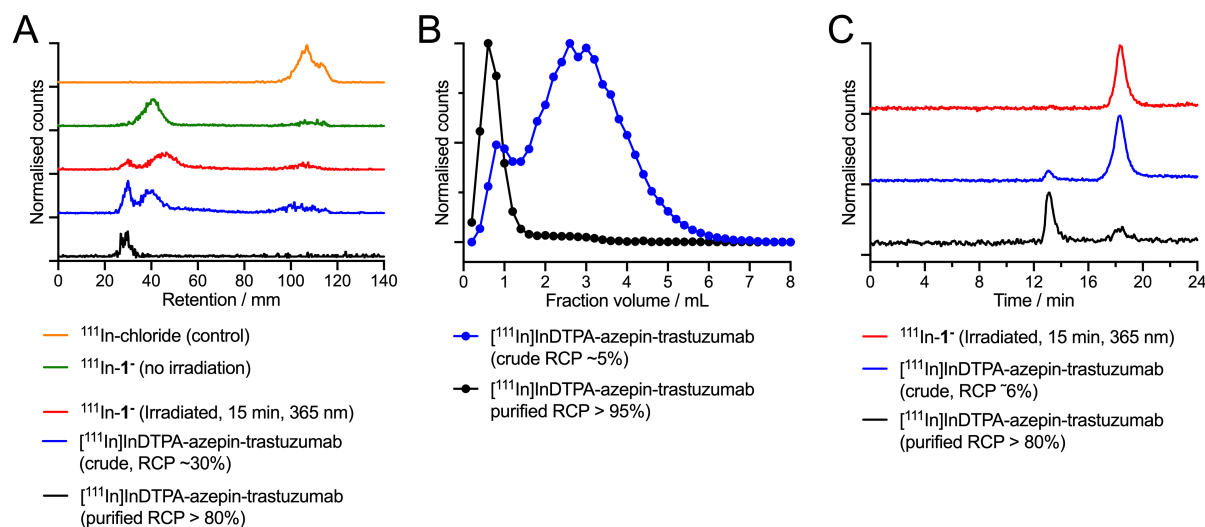 A
Normalised counts
0 20 40 60 80 100 120 140
Retention / mm
¹¹¹In-chloride (control)
¹¹¹In-1⁻ (no irradiation)
¹¹¹In-1⁻ (Irradiated, 15 min, 365 nm)
[¹¹¹In]InDTPA-azepin-trastuzumab
(crude, RCP ~30%)
[¹¹¹In]InDTPA-azepin-trastuzumab
(purified RCP > 80%)
B
Normalised counts
0 1 2 3 4 5 6 7 8
Fraction volume / mL
[¹¹¹In]InDTPA-azepin-trastuzumab
(crude RCP ~5%)
[¹¹¹In]InDTPA-azepin-trastuzumab
purified RCP > 95%)
C
Normalised counts
0 4 8 12 16 20 24
Time / min
¹¹¹In-1⁻ (Irradiated, 15 min, 365 nm)
[¹¹¹In]InDTPA-azepin-trastuzumab
(crude, RCP ˜6%)
[¹¹¹In]InDTPA-azepin-trastuzumab
(purified RCP > 80%)